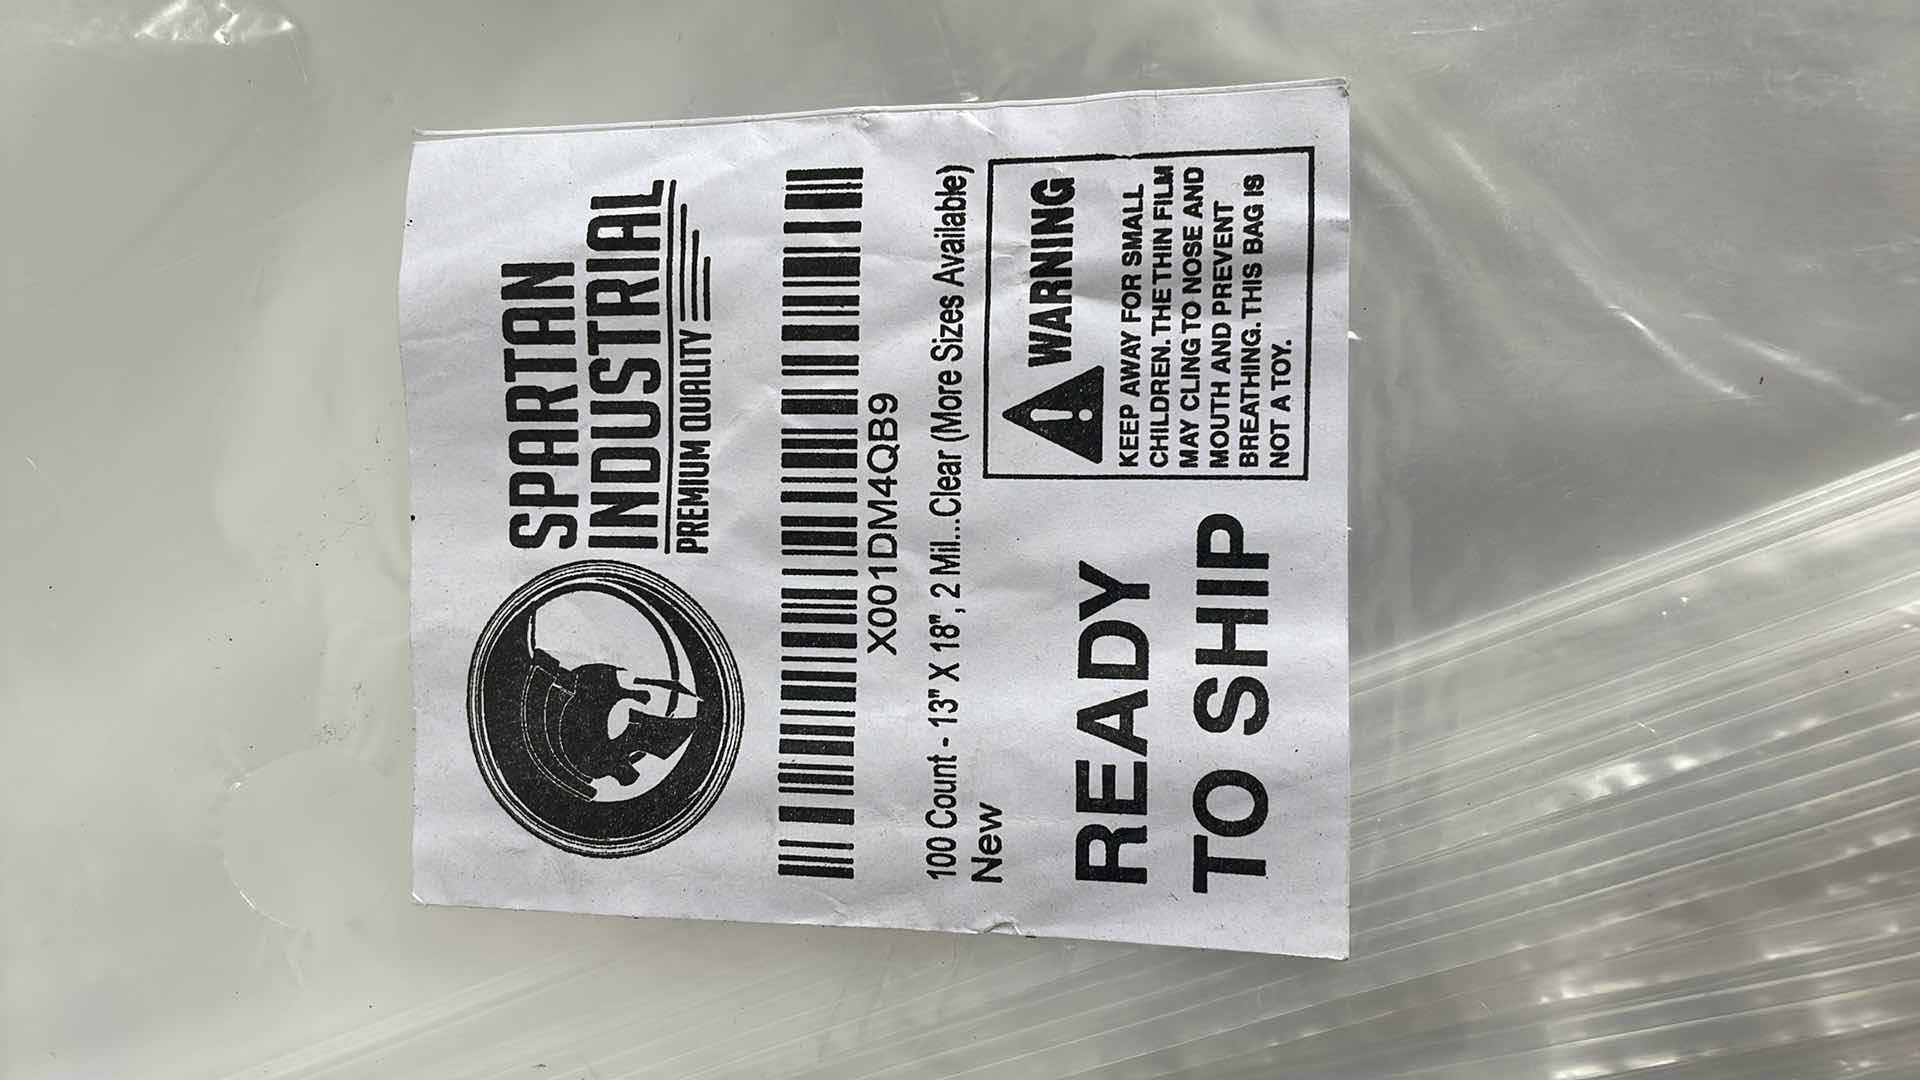 SPARTAN
INDUSTRIAL
PREMIUM QUALITY
X001DM4QB9
100 Count - 13" X 18", 2 Mil...Clear (More Sizes Available)
New
READY
TO SHIP
WARNING
KEEP AWAY FOR SMALL
CHILDREN. THE THIN FILM
MAY CLING TO NOSE AND
MOUTH AND PREVENT
BREATHING. THIS BAG IS
NOT A TOY.